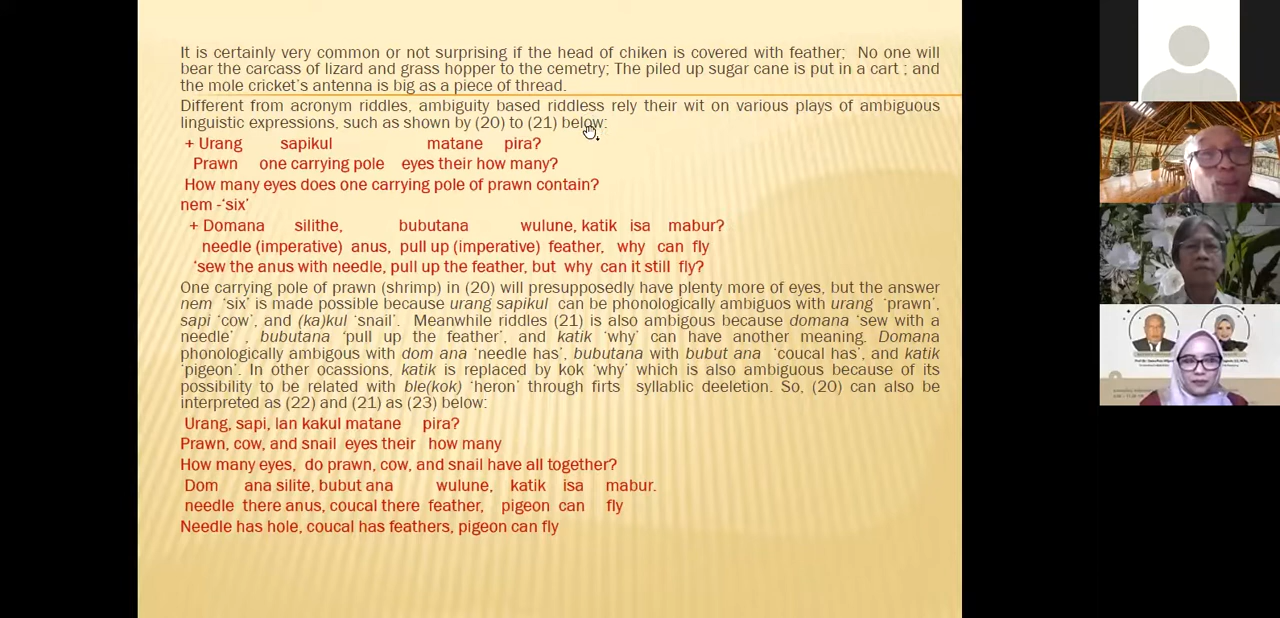 It is certainly very common or not surprising if the head of chiken is covered with feather; No one will
bear the carcass of lizard and grass hopper to the cemetry; The piled up sugar cane is put in a cart ; and
the mole cricket's antenna is big as a piece of thread.
Different from acronym riddles, ambiguity based riddless rely their wit on various plays of ambiguous
linguistic expressions, such as shown by (20) to (21) below:
+ Urang sapikul matane pira?
Prawn one carrying pole eyes their how many?
How many eyes does one carrying pole of prawn contain?
nem -'six'
+ Domana silithe, bubutana wulune, katik isa mabur?
needle (imperative) anus, pull up (imperative) feather, why can fly
'sew the anus with needle, pull up the feather, but why can it still fly?
One carrying pole of prawn (shrimp) in (20) will presupposedly have plenty more of eyes, but the answer
nem 'six' is made possible because urang sapikul can be phonologically ambiguos with urang 'prawn',
sapi 'cow', and (ka)kul 'snail'. Meanwhile riddles (21) is also ambigous because domana 'sew with a
needle' , bubutana 'pull up the feather', and katik 'why' can have another meaning. Domana
phonologically ambigous with dom ana 'needle has', bubutana with bubut ana 'coucal has', and katik
'pigeon'. In other ocassions, katik is replaced by kok 'why' which is also ambiguous because of its
possibility to be related with ble(kok) 'heron' through firts syllabic deeletion. So, (20) can also be
interpreted as (22) and (21) as (23) below:
Urang, sapi, lan kakul matane pira?
Prawn, cow, and snail eyes their how many
How many eyes, do prawn, cow, and snail have all together?
Dom ana silite, bubut ana wulune, katik isa mabur.
needle there anus, coucal there feather, pigeon can fly
Needle has hole, coucal has feathers, pigeon can fly